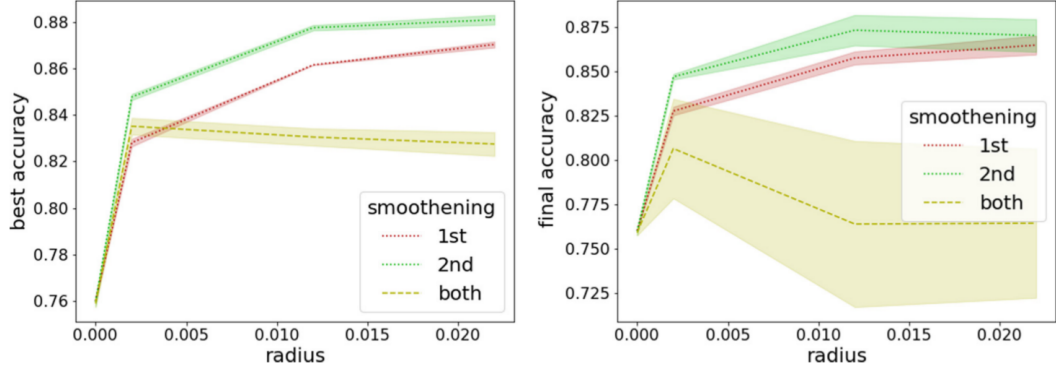 best accuracy
0.88
0.86
0.84
0.82
0.80
0.78
0.76
smoothening
1st
2nd
both
0.000 0.005 0.010 0.015 0.020
radius
final accuracy
0.875
0.850
0.825
0.800
0.775
0.750
0.725
smoothening
1st
2nd
both
0.000 0.005 0.010 0.015 0.020
radius